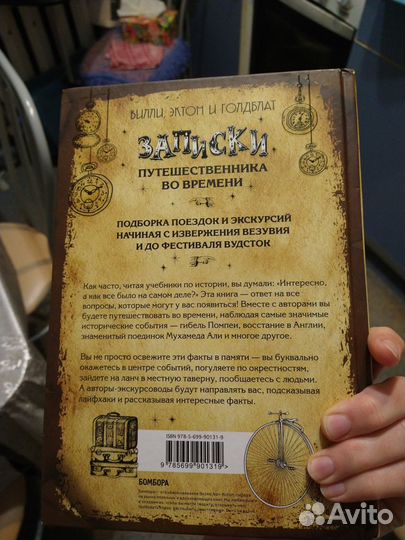 ВИЛЛИ, ЭКТОН И ГОЛДБЛАТ
ЗАПИСКИ
ПУТЕШЕСТВЕННИКА
ВО ВРЕМЕНИ
ПОДБОРКА ПОЕЗДОК И ЭКСКУРСИЙ
НАЧИНАЯ С ИЗВЕРЖЕНИЯ ВЕЗУВИЯ
И ДО ФЕСТИВАЛЯ ВУДСТОК
Как часто, читая учебники по истории, вы думали: «Интересно,
а как все было на самом деле?» Эта книга — ответ на все
вопросы, которые могут у вас появиться! Вместе с авторами вы
будете путешествовать во времени, наблюдая самые значимые
исторические события — гибель Помпеи, восстание в Англии,
знаменитый поединок Мухамеда Али и многое другое.
Вы не просто освежите эти факты в памяти — вы буквально
окажетесь в центре событий, погуляете по окрестностям,
зайдете на ланч в местную таверну, пообщаетесь с людьми.
А авторы-экскурсоводы будут направлять вас, подсказывая
лайфхаки и рассказывая интересные факты.
ISBN 978-5-699-90131-9
9 785699 901319 >
БОМБОРА
Avito